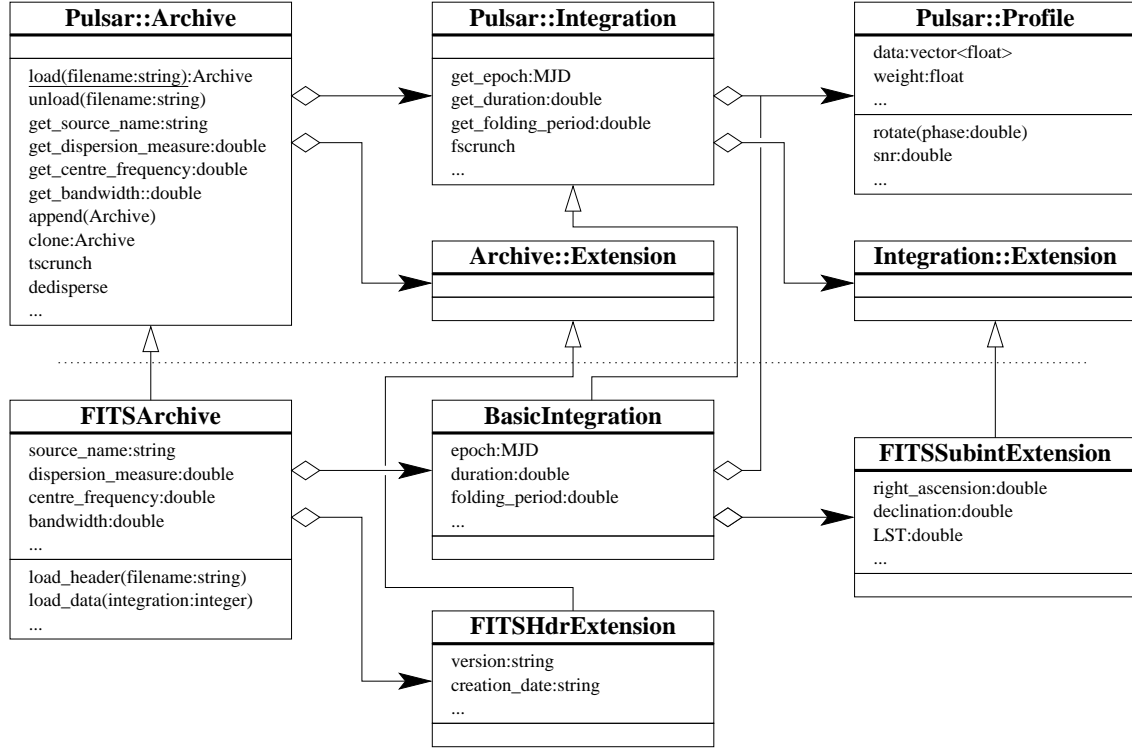 Pulsar::Archive
load(filename:string):Archive
unload(filename:string)
get_source_name:string
get_dispersion_measure:double
get_centre_frequency:double
get_bandwidth::double
append(Archive)
clone:Archive
tscrunch
dedisperse
...
Pulsar::Integration
get_epoch:MJD
get_duration:double
get_folding_period:double
fscrunch
...
Pulsar::Profile
data:vector<float>
weight:float
...
rotate(phase:double)
snr:double
...
Archive::Extension
Integration::Extension
FITSArchive
source_name:string
dispersion_measure:double
centre_frequency:double
bandwidth:double
...
load_header(filename:string)
load_data(integration:integer)
...
BasicIntegration
epoch:MJD
duration:double
folding_period:double
...
FITSSubintExtension
right_ascension:double
declination:double
LST:double
...
FITSHdrExtension
version:string
creation_date:string
...